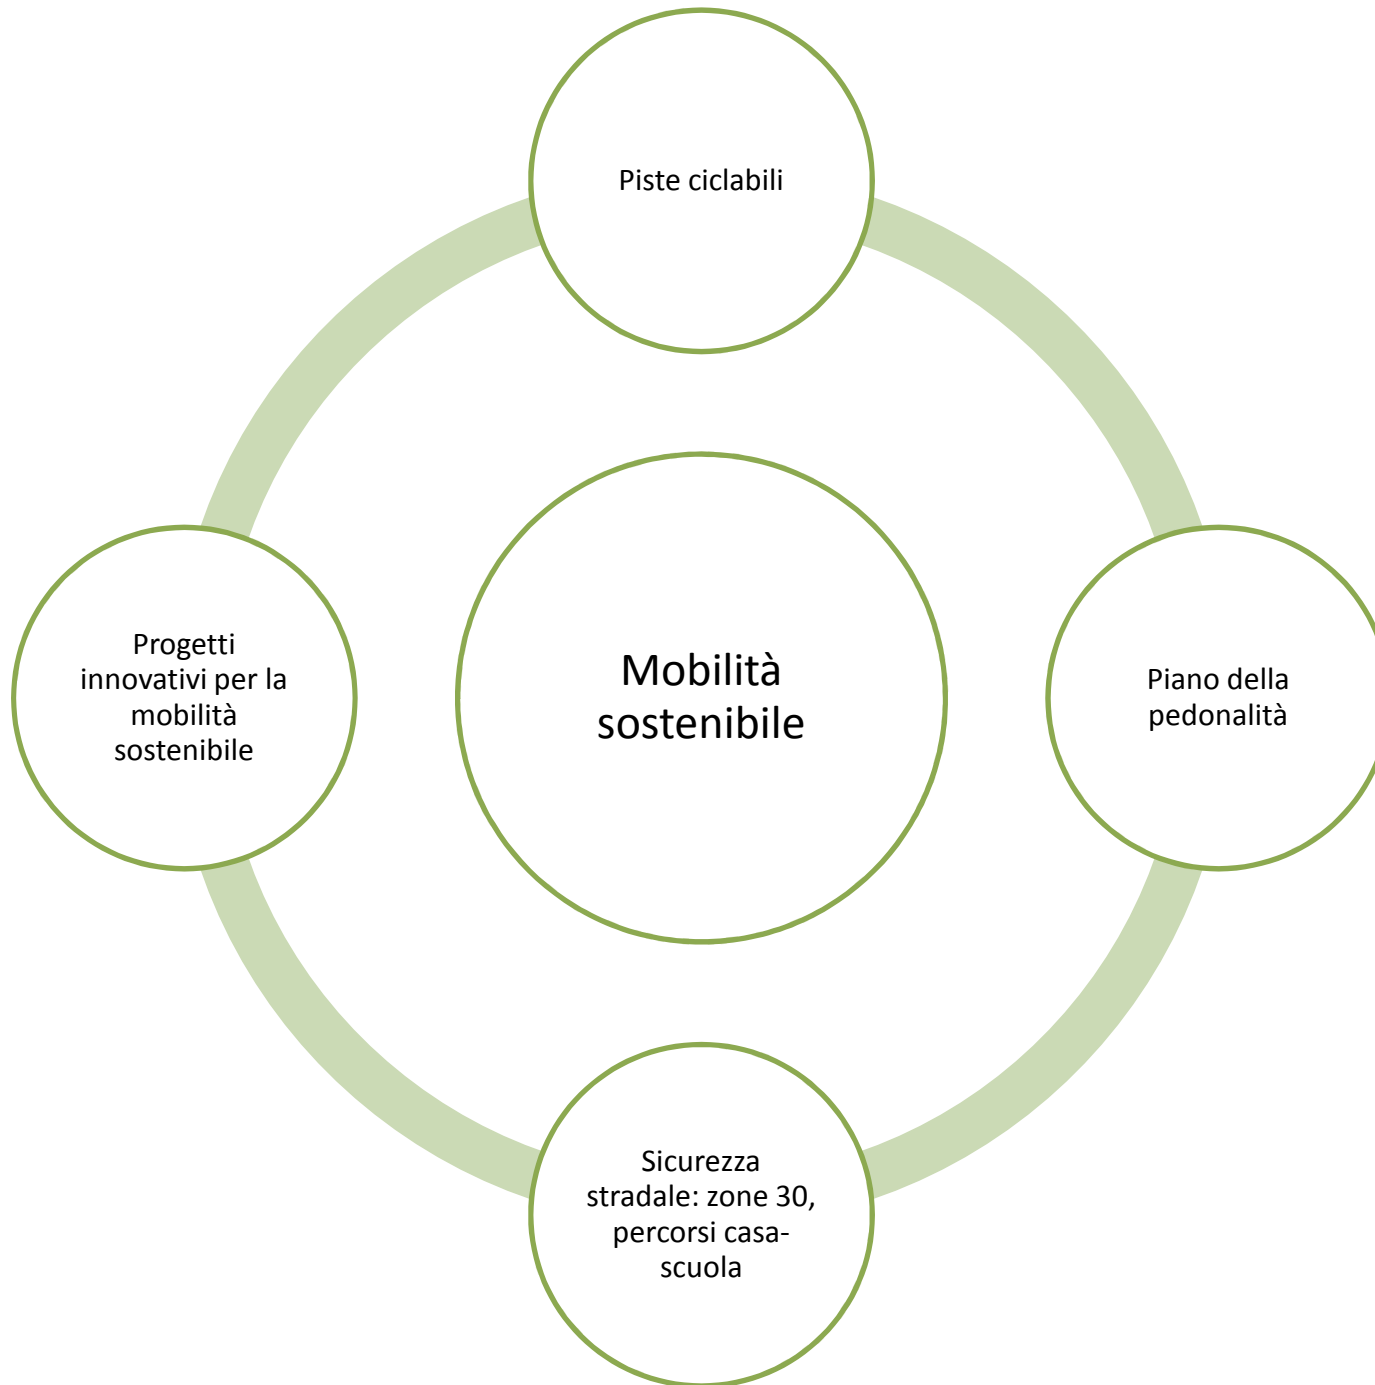 Piste ciclabili
Progetti
innovativi per la
mobilità
sostenibile
Mobilità
sostenibile
Piano della
pedonalità
Sicurezza
stradale: zone 30,
percorsi casa-
scuola